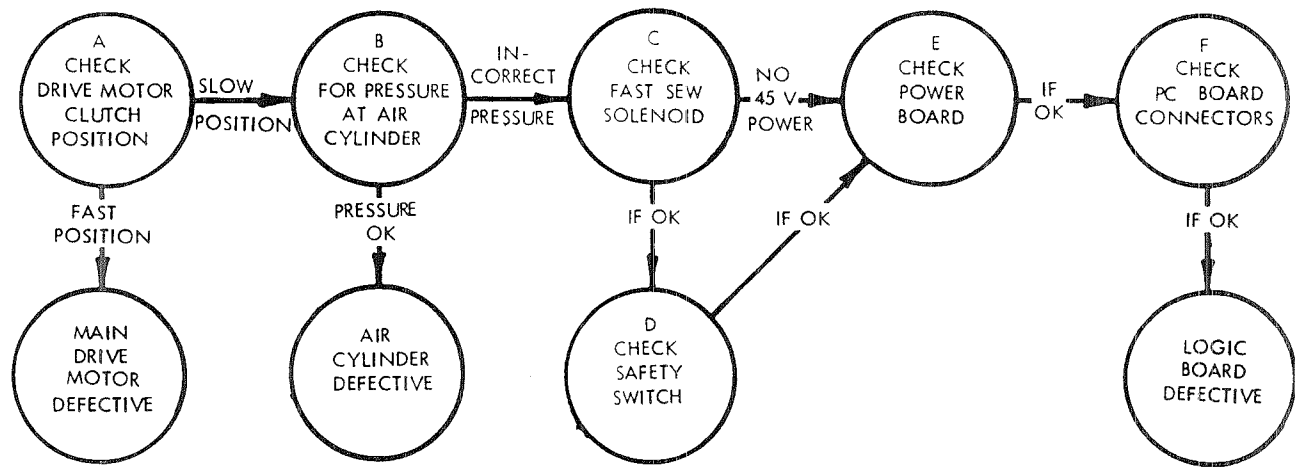 A
CHECK
DRIVE MOTOR
CLUTCH
POSITION
SLOW
POSITION
B
CHECK
FOR PRESSURE
AT AIR
CYLINDER
IN-
CORRECT
PRESSURE
C
CHECK
FAST SEW
SOLENOID
NO
45 V
POWER
E
CHECK
POWER
BOARD
IF
OK
F
CHECK
PC BOARD
CONNECTORS
FAST
POSITION
PRESSURE
OK
IF OK
IF OK
IF OK
MAIN
DRIVE
MOTOR
DEFECTIVE
AIR
CYLINDER
DEFECTIVE
D
CHECK
SAFETY
SWITCH
LOGIC
BOARD
DEFECTIVE